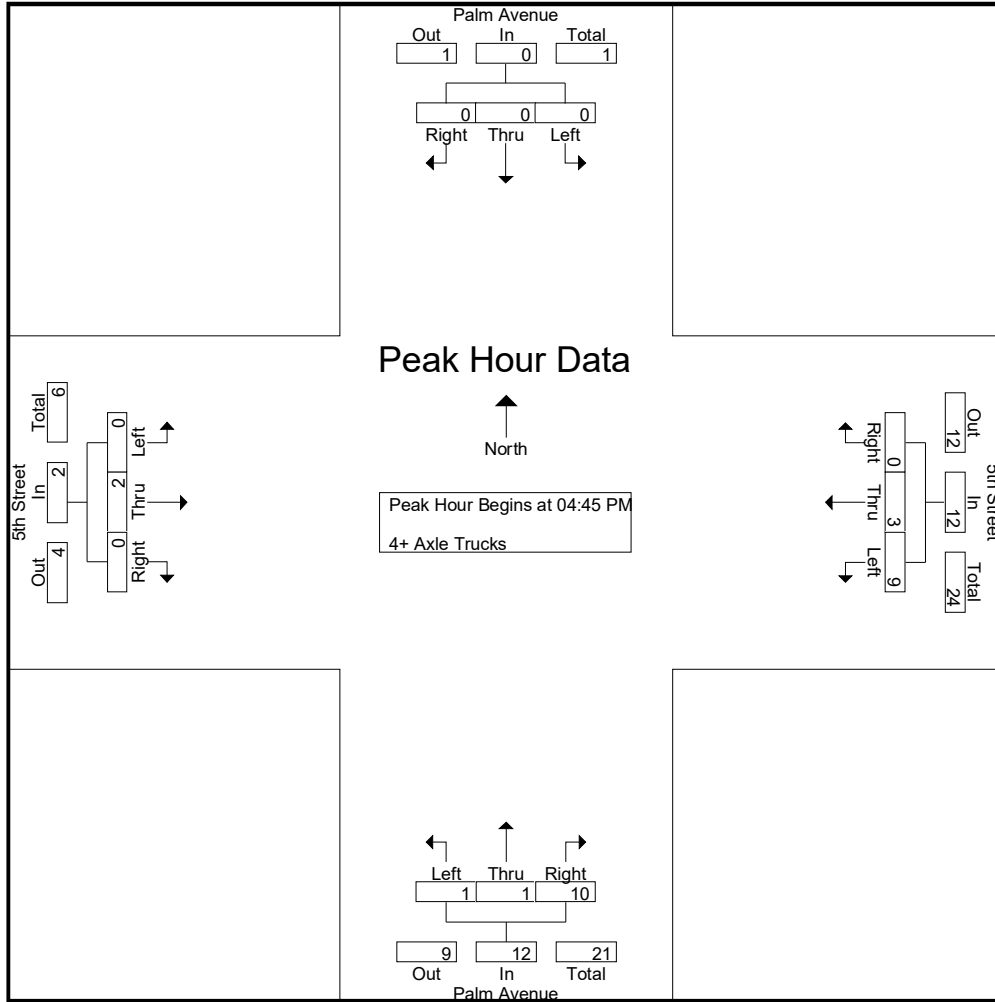 Palm Avenue
Out In Total
1 0 1
0 0 0
Right Thru Left
Peak Hour Data
North
Peak Hour Begins at 04:45 PM
4+ Axle Trucks
5th Street
Total In Out
6 2 4
0 2 0
Left Thru Right
Right Thru Left
0 3 9
Out In Total
12 12 24
5th Street
Left Thru Right
1 1 10
9 12 21
Out In Total
Palm Avenue